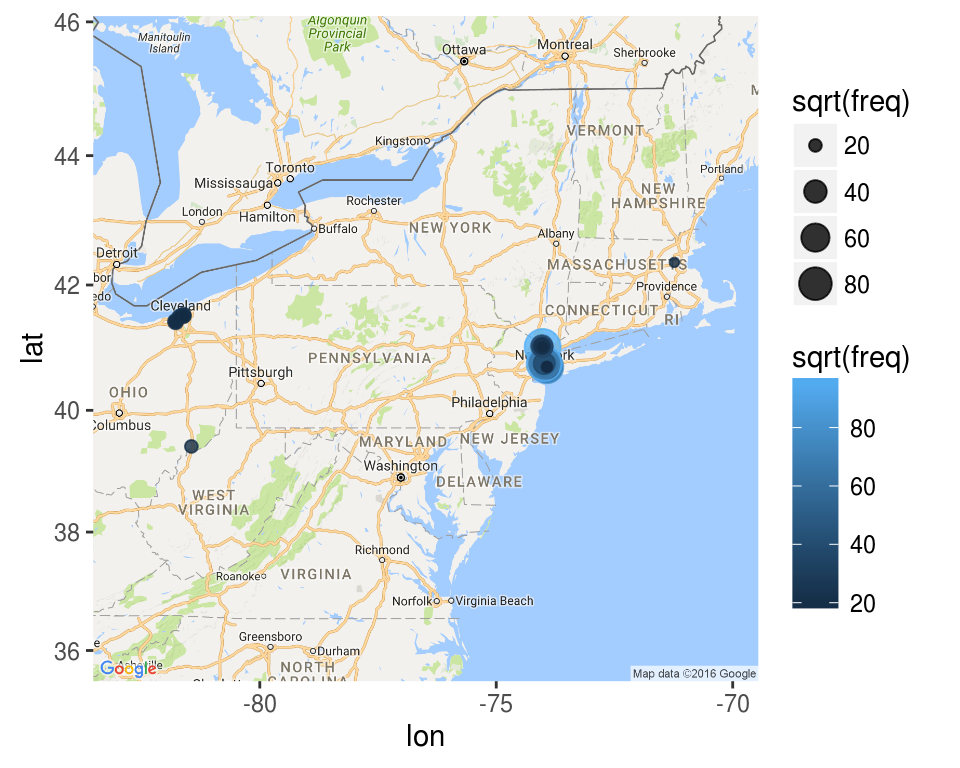 46
44
42
40
38
36
lat
Manitoulin
Island
Algonquin
Provincial
Park
Ottawa
Montreal
Sherbrooke
M
Kingston
VERMONT
Toronto
Mississauga
Portland
NEW
HAMPSHIRE
London
Hamilton
Rochester
Buffalo
NEW YORK
Albany
Detroit
bor
MASSACHUSETTS
edo
Providence
Cleveland
CONNECTICUT
RI
PENNSYLVANIA
Pittsburgh
OHIO
Philadelphia
Columbus
MARYLAND
NEW JERSEY
Washington
DELAWARE
WEST
VIRGINIA
Richmond
Roanoke
VIRGINIA
Norfolk
Virginia Beach
Greensboro
Durham
e
NORTH
CAROLINA
Google
Map data ©2016 Google
-80
-75
-70
lon
sqrt(freq)
20
40
60
80
sqrt(freq)
80
60
40
20